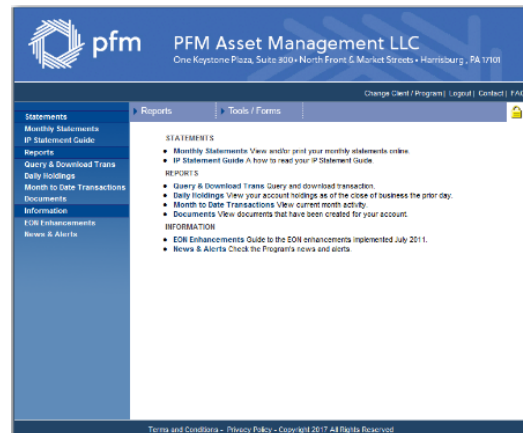 pfm
PFM Asset Management LLC
One Keystone Plaza, Suite 300 • North Front & Market Streets • Harrisburg, PA 17101
Change Client / Program | Logout | Contact | FAQ
Reports
Tools / Forms
Statements
Monthly Statements
IP Statement Guide
Reports
Query & Download Trans
Daily Holdings
Month to Date Transactions
Documents
Information
EON Enhancements
News & Alerts
STATEMENTS
• Monthly Statements View and/or print your monthly statements online.
• IP Statement Guide A how to read your IP Statement Guide.
REPORTS
• Query & Download Trans Query and download transaction.
• Daily Holdings View your account holdings as of the close of business the prior day.
• Month to Date Transactions View current month activity.
• Documents View documents that have been created for your account.
INFORMATION
• EON Enhancements Guide to the EON enhancements implemented July 2011.
• News & Alerts Check the Program's news and alerts.
Terms and Conditions - Privacy Policy - Copyright 2017 All Rights Reserved